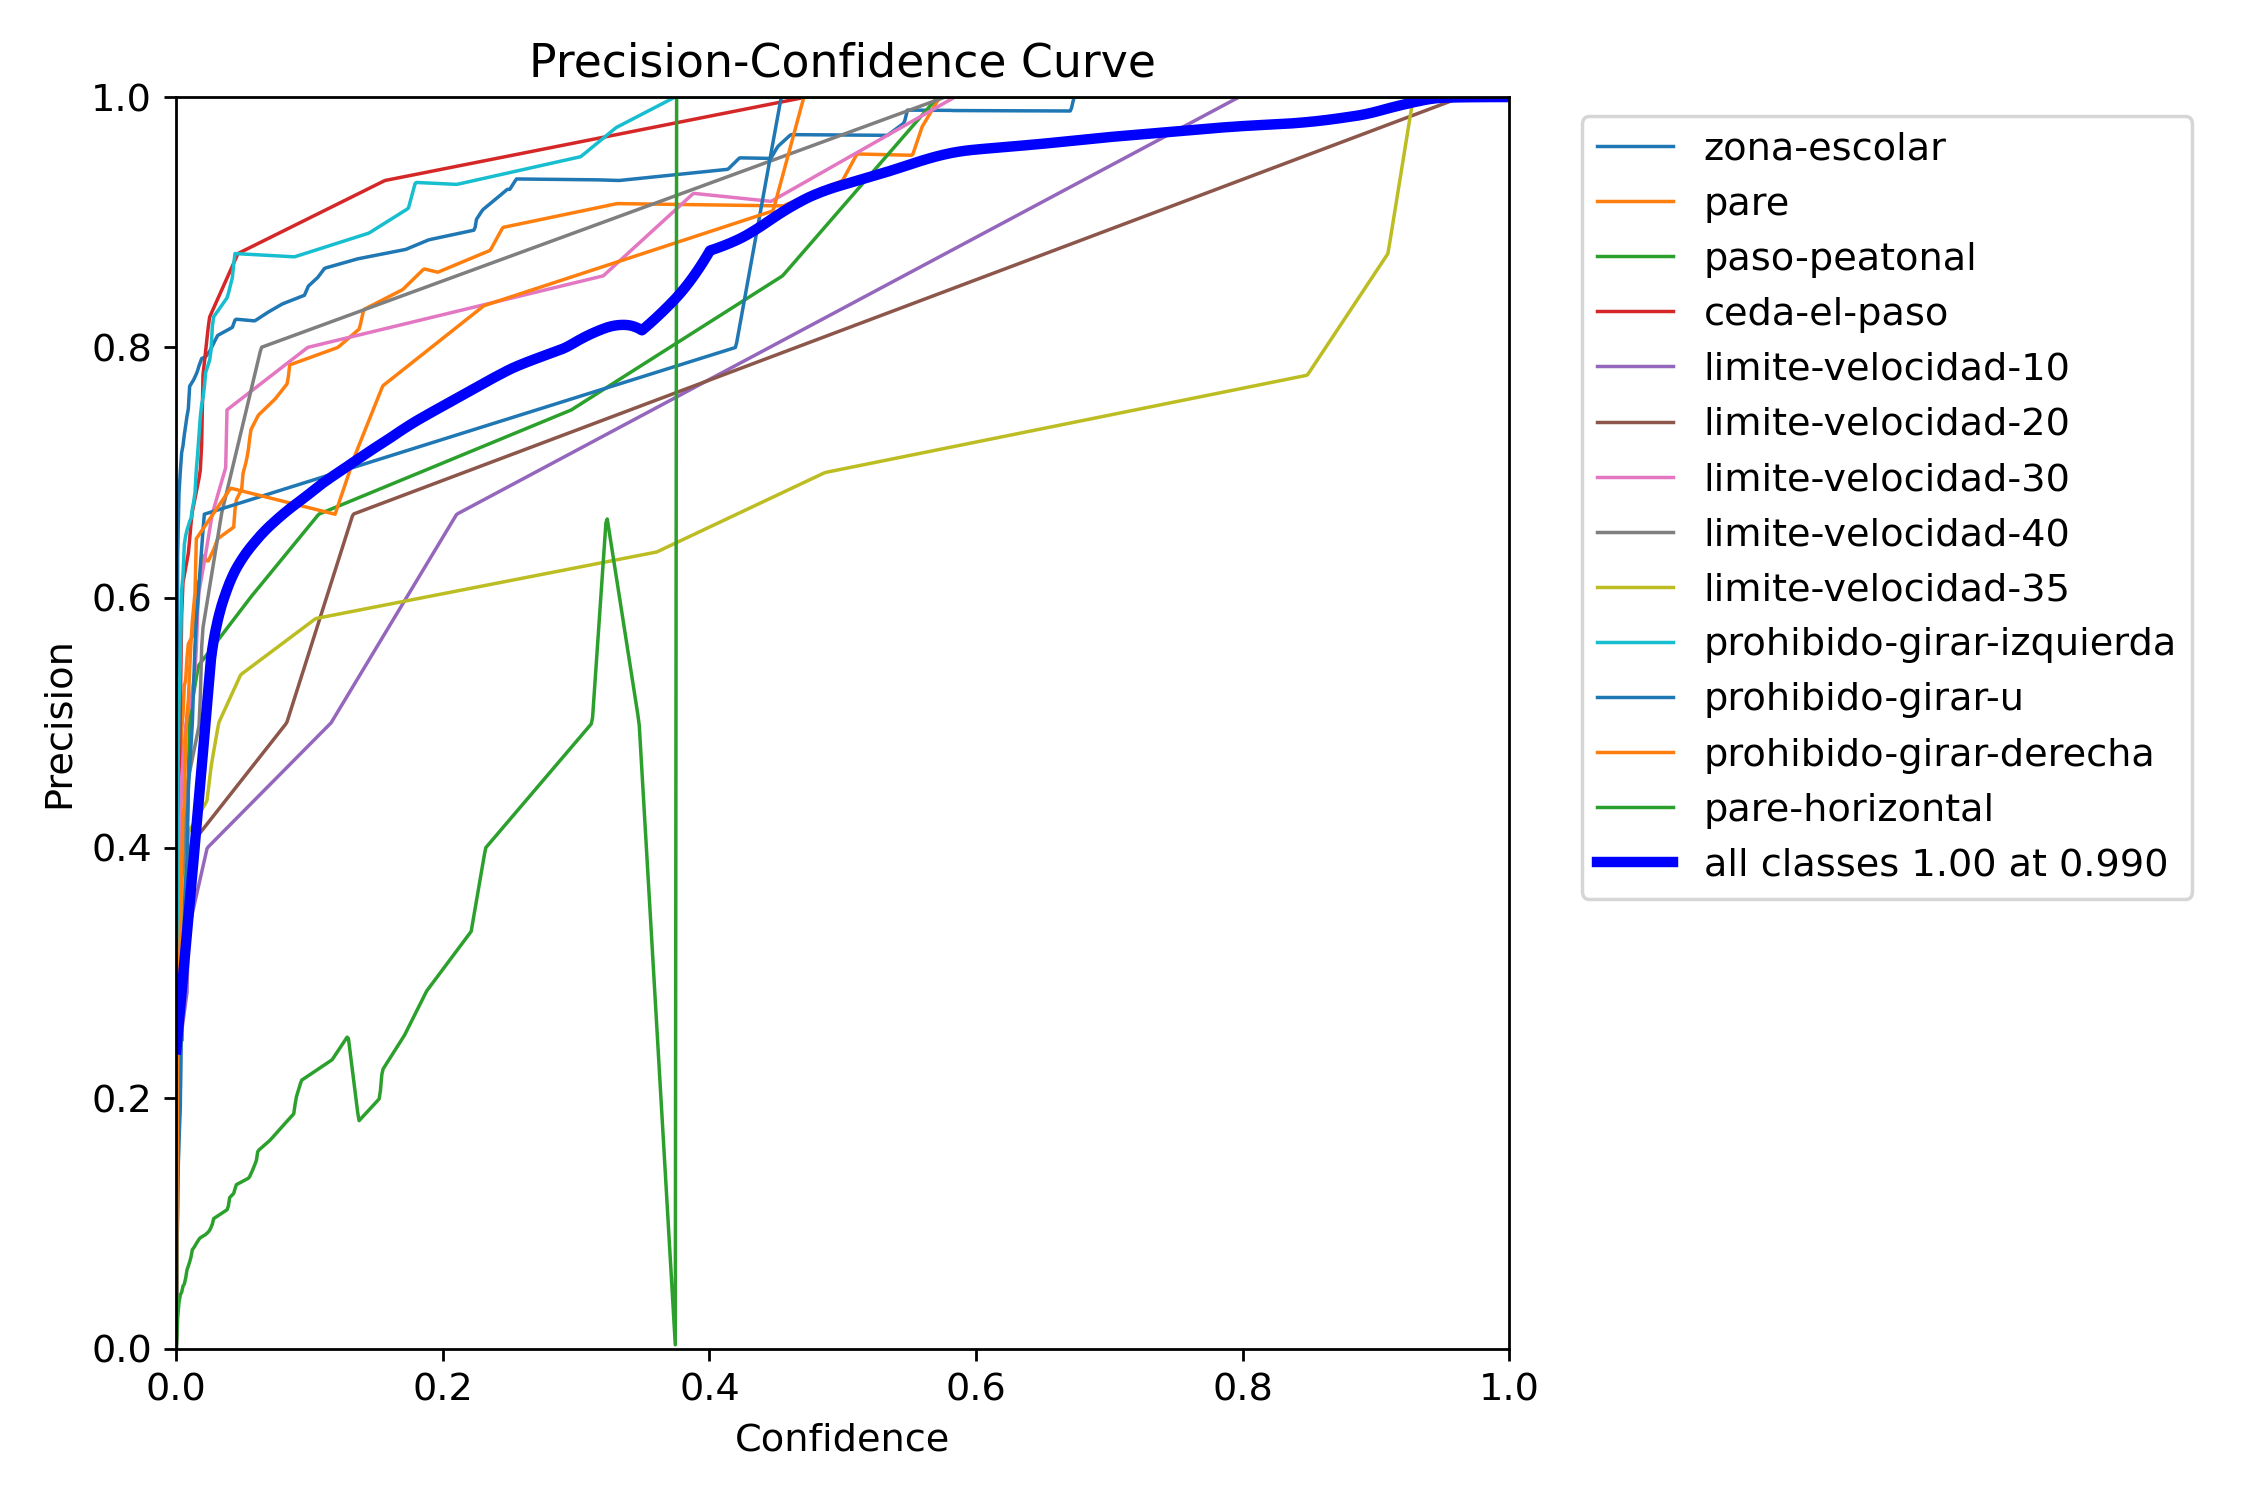 Precision-Confidence Curve
1.0
0.8
0.6
0.4
0.2
0.0
Precision
0.0 0.2 0.4 0.6 0.8 1.0
Confidence
zona-escolar
pare
paso-peatonal
ceda-el-paso
limite-velocidad-10
limite-velocidad-20
limite-velocidad-30
limite-velocidad-40
limite-velocidad-35
prohibido-girar-izquierda
prohibido-girar-u
prohibido-girar-derecha
pare-horizontal
all classes 1.00 at 0.990